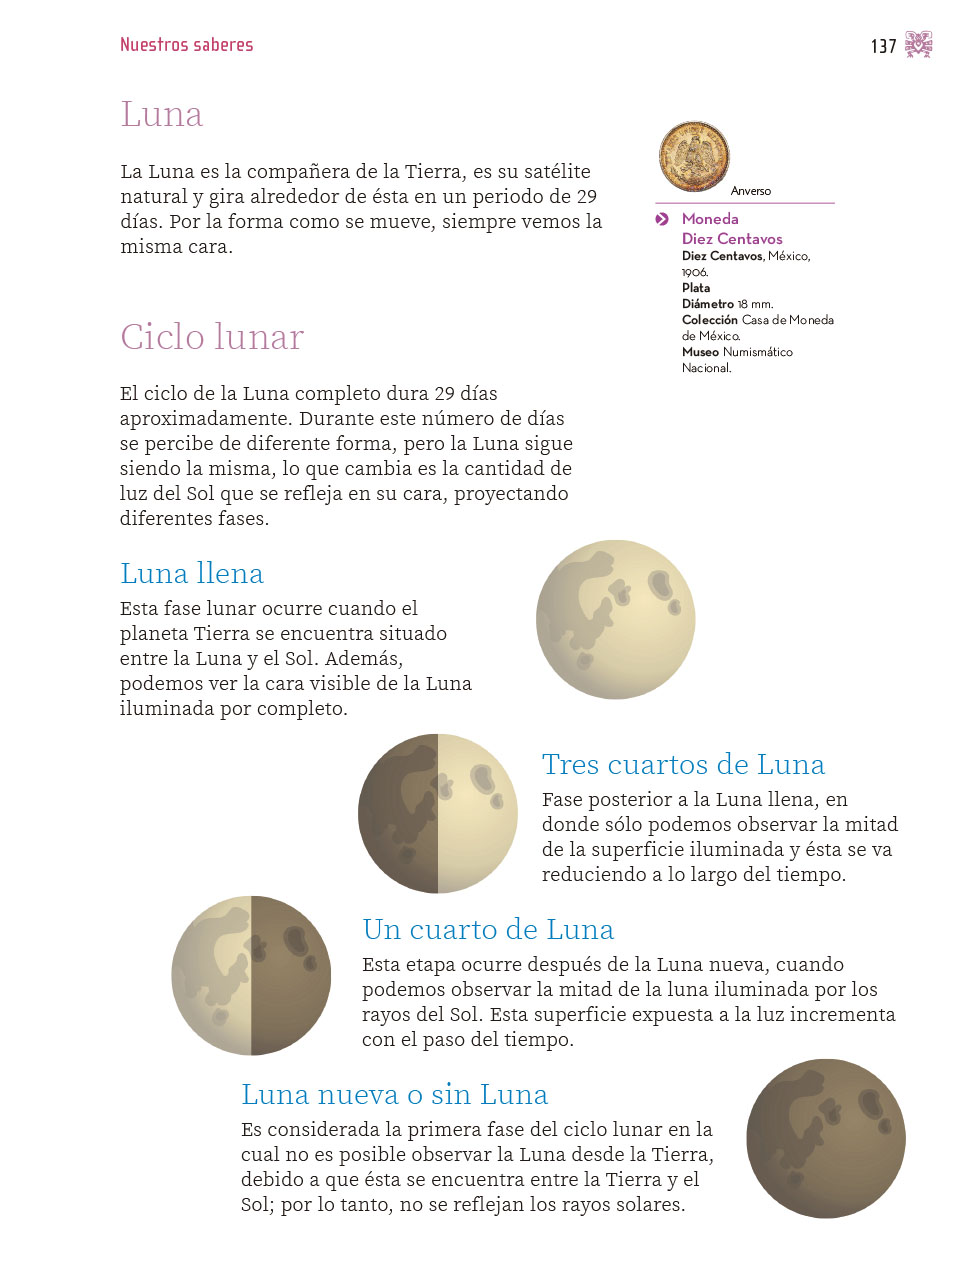 Nuestros saberes
137
Luna
La Luna es la compañera de la Tierra, es su satélite
natural y gira alrededor de ésta en un periodo de 29
días. Por la forma como se mueve, siempre vemos la
misma cara.
Anverso
Moneda
Diez Centavos
Diez Centavos, México,
1906.
Plata
Diámetro 18 mm.
Colección Casa de Moneda
de México.
Museo Numismático
Nacional.
Ciclo lunar
El ciclo de la Luna completo dura 29 días
aproximadamente. Durante este número de días
se percibe de diferente forma, pero la Luna sigue
siendo la misma, lo que cambia es la cantidad de
luz del Sol que se refleja en su cara, proyectando
diferentes fases.
Luna llena
Esta fase lunar ocurre cuando el
planeta Tierra se encuentra situado
entre la Luna y el Sol. Además,
podemos ver la cara visible de la Luna
iluminada por completo.
Tres cuartos de Luna
Fase posterior a la Luna llena, en
donde sólo podemos observar la mitad
de la superficie iluminada y ésta se va
reduciendo a lo largo del tiempo.
Un cuarto de Luna
Esta etapa ocurre después de la Luna nueva, cuando
podemos observar la mitad de la luna iluminada por los
rayos del Sol. Esta superficie expuesta a la luz incrementa
con el paso del tiempo.
Luna nueva o sin Luna
Es considerada la primera fase del ciclo lunar en la
cual no es posible observar la Luna desde la Tierra,
debido a que ésta se encuentra entre la Tierra y el
Sol; por lo tanto, no se reflejan los rayos solares.